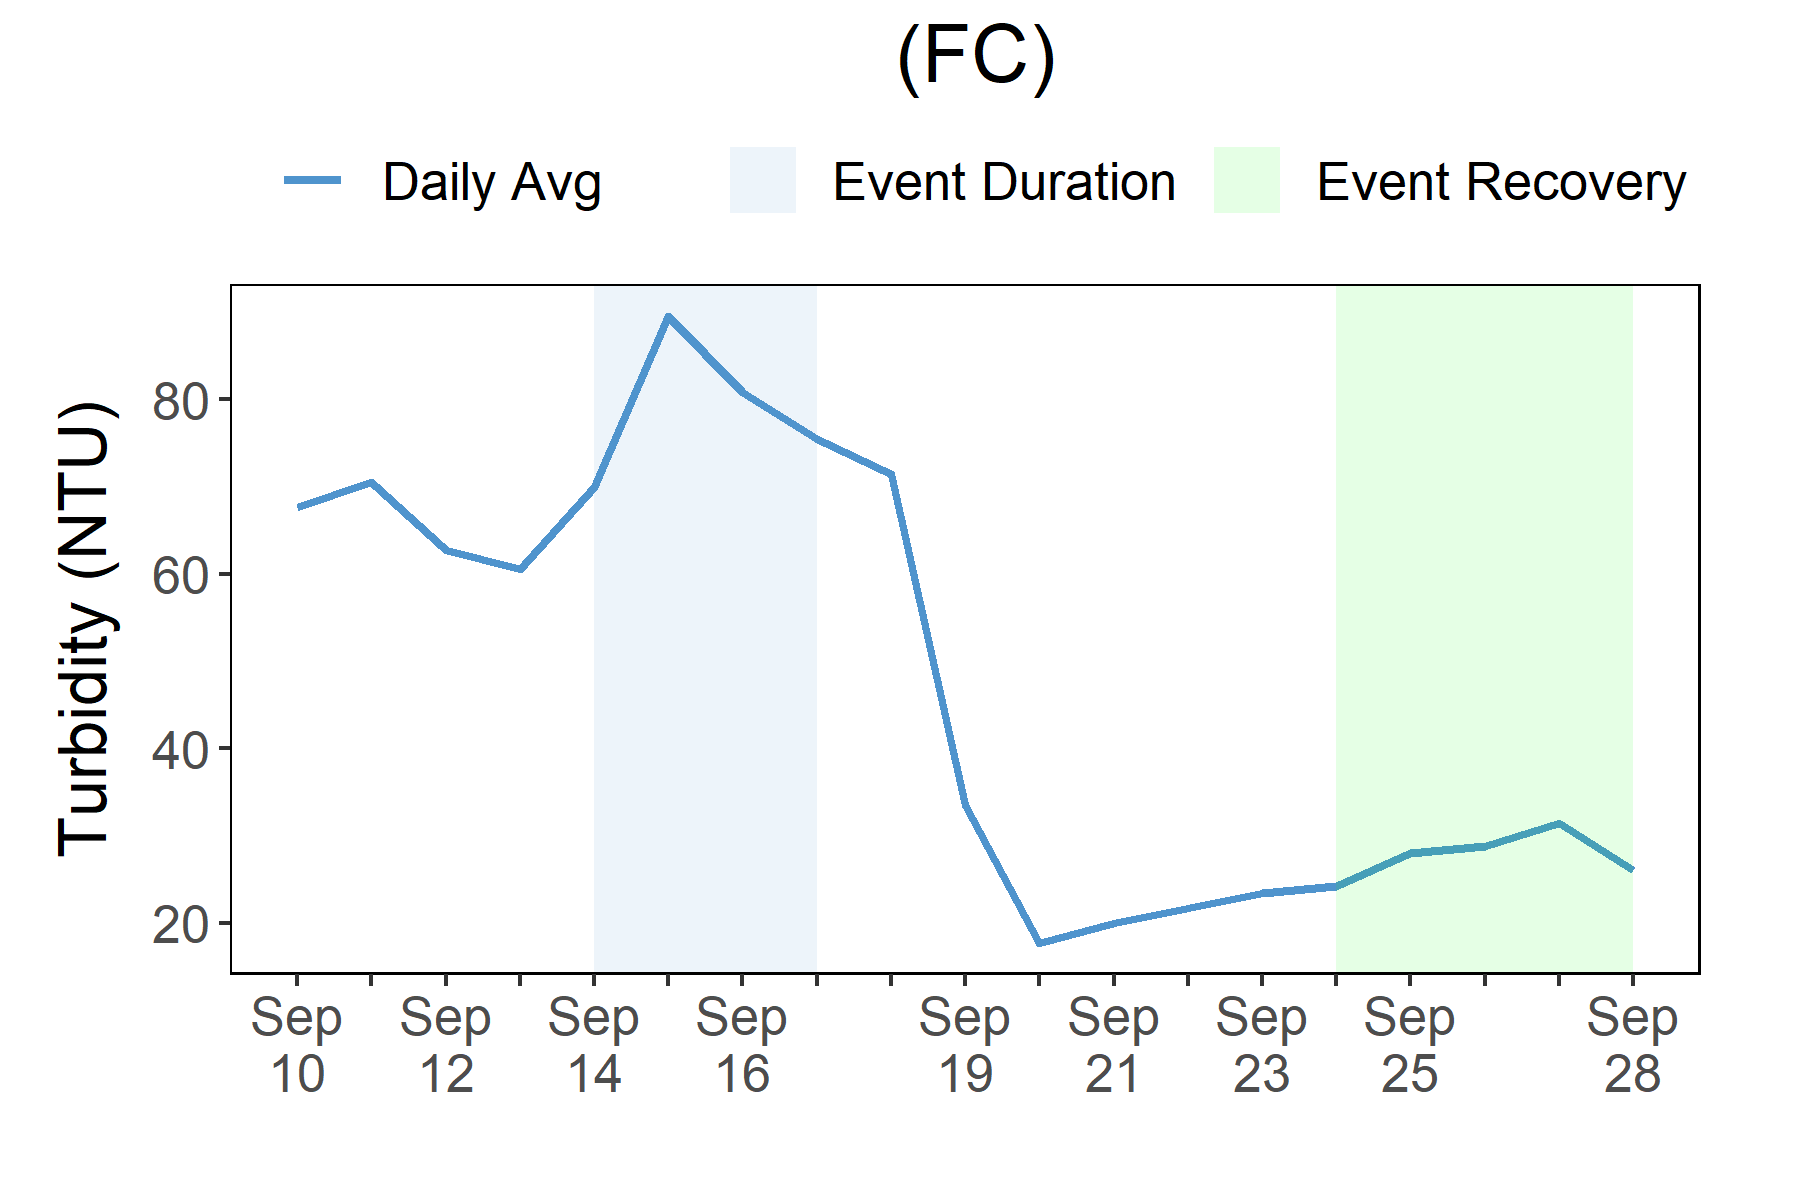 (FC)
Daily Avg Event Duration Event Recovery
Turbidity (NTU)
80
60
40
20
Sep Sep Sep Sep Sep Sep Sep Sep Sep
10 12 14 16 19 21 23 25 28